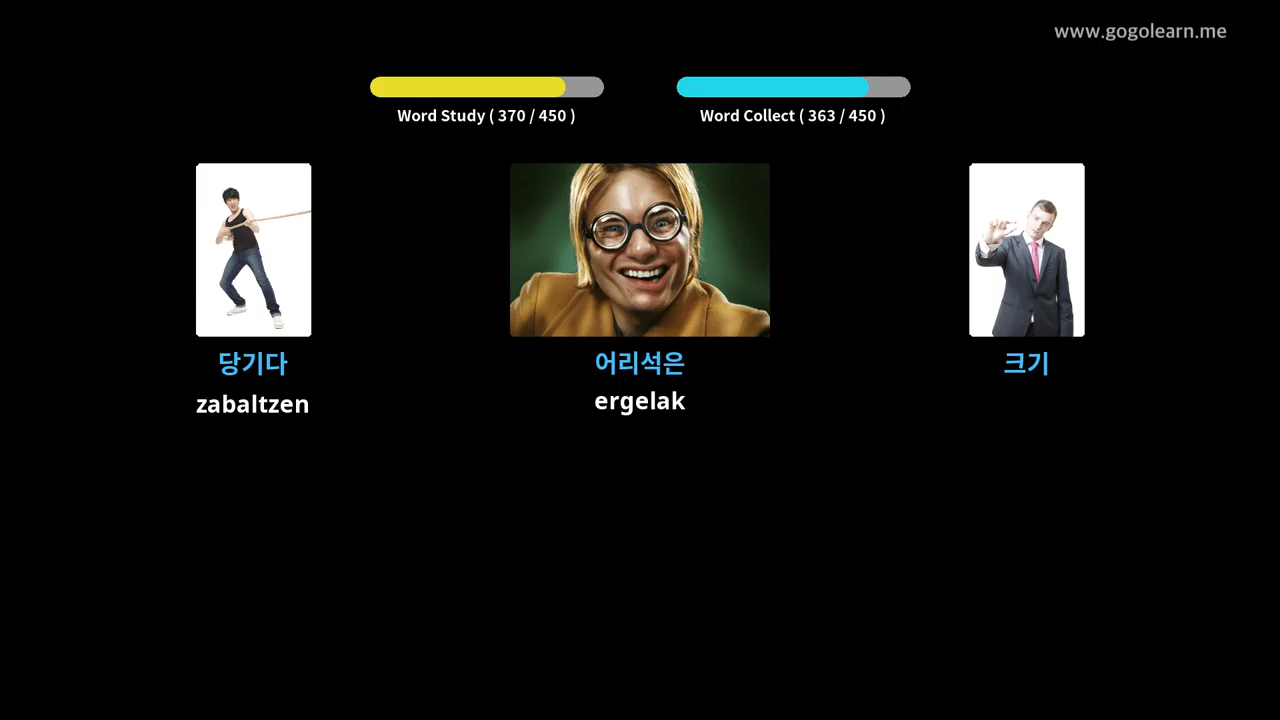 www.gogolearn.me
Word Study ( 370 / 450 )
Word Collect ( 363 / 450 )
당기다
어리석은
크기
zabaltzen
ergelak